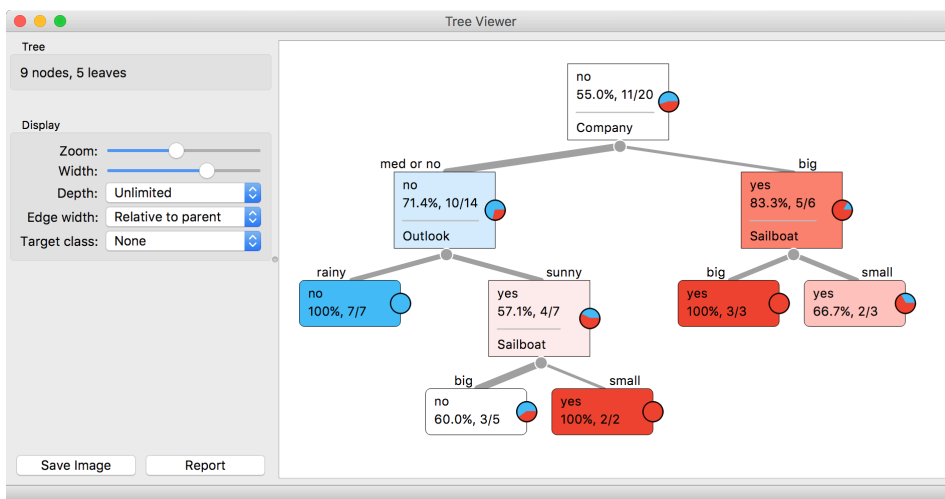 Tree Viewer
Tree
9 nodes, 5 leaves
Display
Zoom:
Width:
Depth: Unlimited
Edge width: Relative to parent
Target class: None
Save Image Report
no
55.0%, 11/20
Company
med or no
big
no
71.4%, 10/14
Outlook
yes
83.3%, 5/6
Sailboat
rainy
sunny
big
small
no
100%, 7/7
yes
57.1%, 4/7
Sailboat
yes
100%, 3/3
yes
66.7%, 2/3
big
small
no
60.0%, 3/5
yes
100%, 2/2